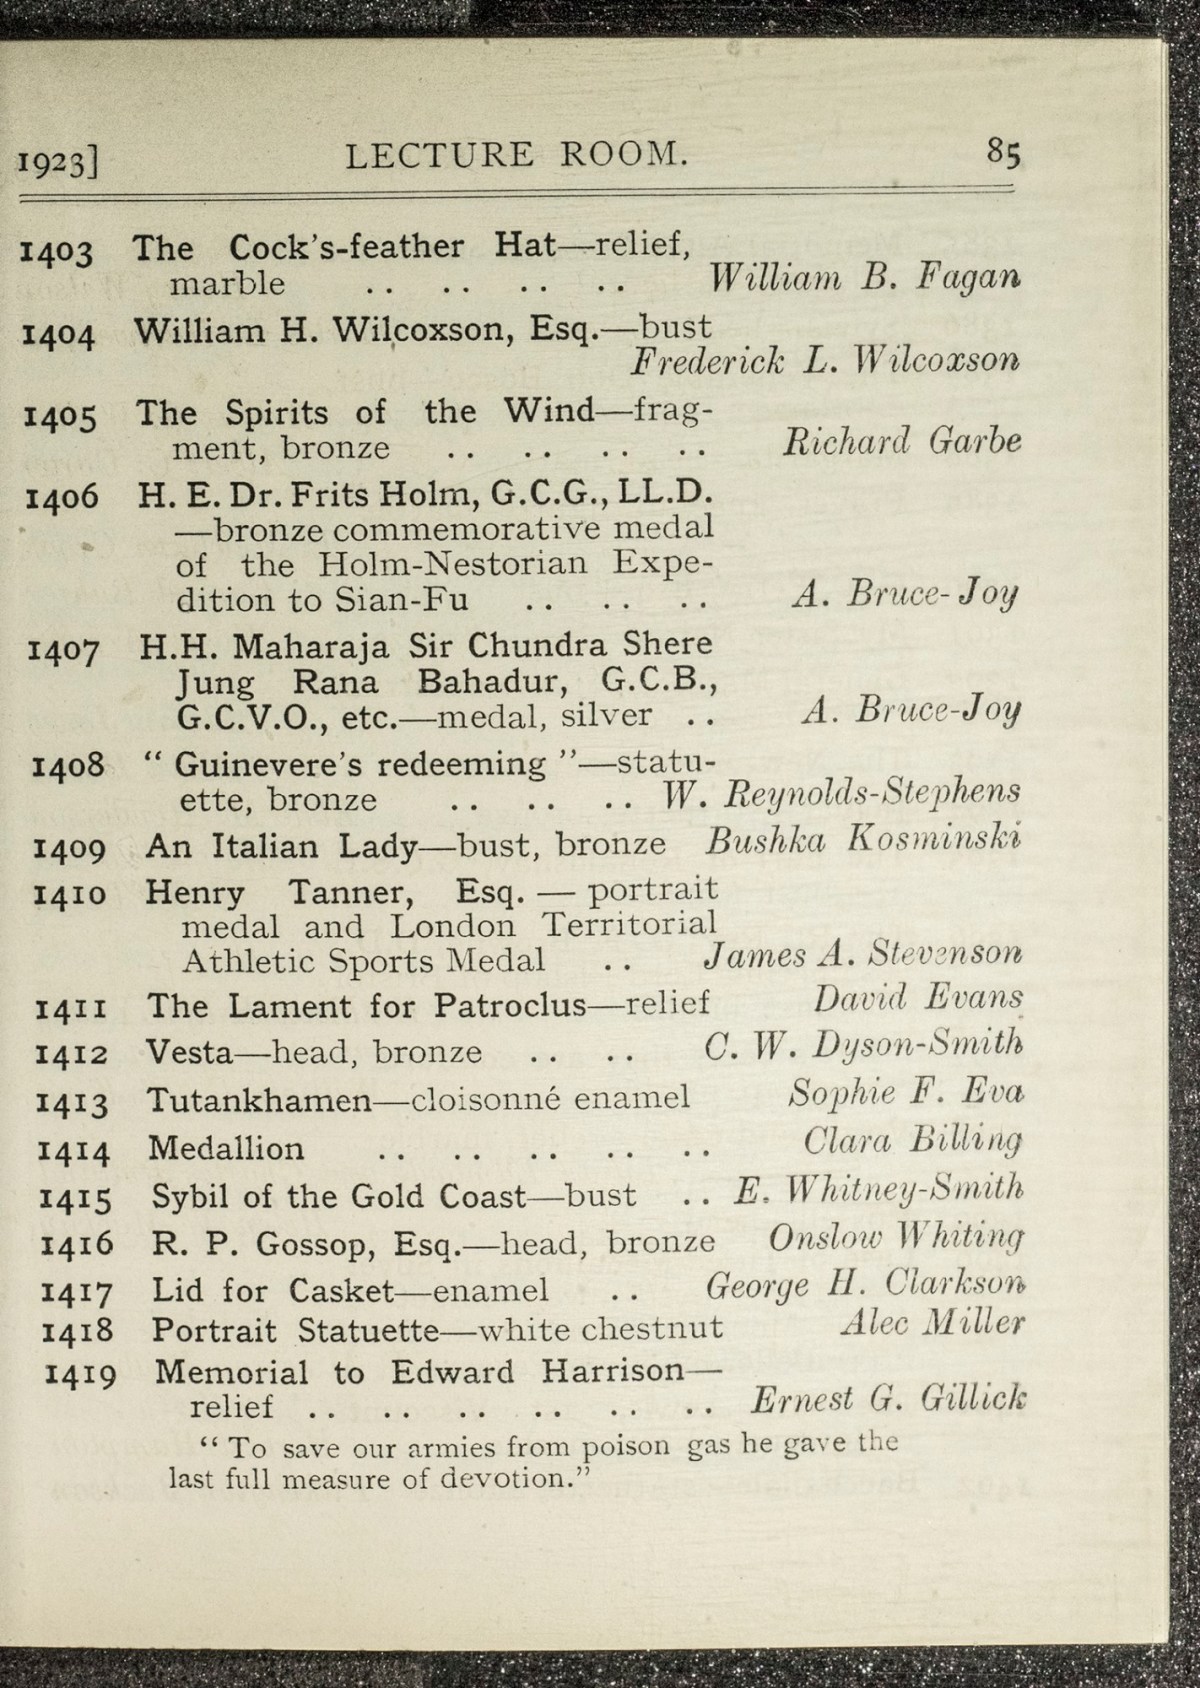 1923] LECTURE ROOM. 85
1403 The Cock's-feather Hat—relief,
marble .. .. .. .. William B. Fagan
1404 William H. Wilcoxson, Esq.—bust
Frederick L. Wilcoxson
1405 The Spirits of the Wind—frag-
ment, bronze .. .. .. .. Richard Garbe
1406 H. E. Dr. Frits Holm, G.C.G., LL.D.
—bronze commemorative medal
of the Holm-Nestorian Expe-
dition to Sian-Fu .. .. .. A. Bruce-Joy
1407 H.H. Maharaja Sir Chundra Shere
Jung Rana Bahadur, G.C.B.,
G.C.V.O., etc.—medal, silver .. A. Bruce-Joy
1408 “ Guinevere's redeeming ”—statu-
ette, bronze .. .. .. W. Reynolds-Stephens
1409 An Italian Lady—bust, bronze Bushka Kosminski
1410 Henry Tanner, Esq. — portrait
medal and London Territorial
Athletic Sports Medal .. James A. Stevenson
1411 The Lament for Patroclus—relief David Evans
1412 Vesta—head, bronze .. .. C. W. Dyson-Smith
1413 Tutankhamen—cloisonné enamel Sophie F. Eva
1414 Medallion .. .. .. .. .. Clara Billing
1415 Sybil of the Gold Coast—bust .. E. Whitney-Smith
1416 R. P. Gossop, Esq.—head, bronze Onslow Whiting
1417 Lid for Casket—enamel .. George H. Clarkson
1418 Portrait Statuette—white chestnut Alec Miller
1419 Memorial to Edward Harrison—
relief .. .. .. .. .. .. Ernest G. Gillick
“ To save our armies from poison gas he gave the
last full measure of devotion.”